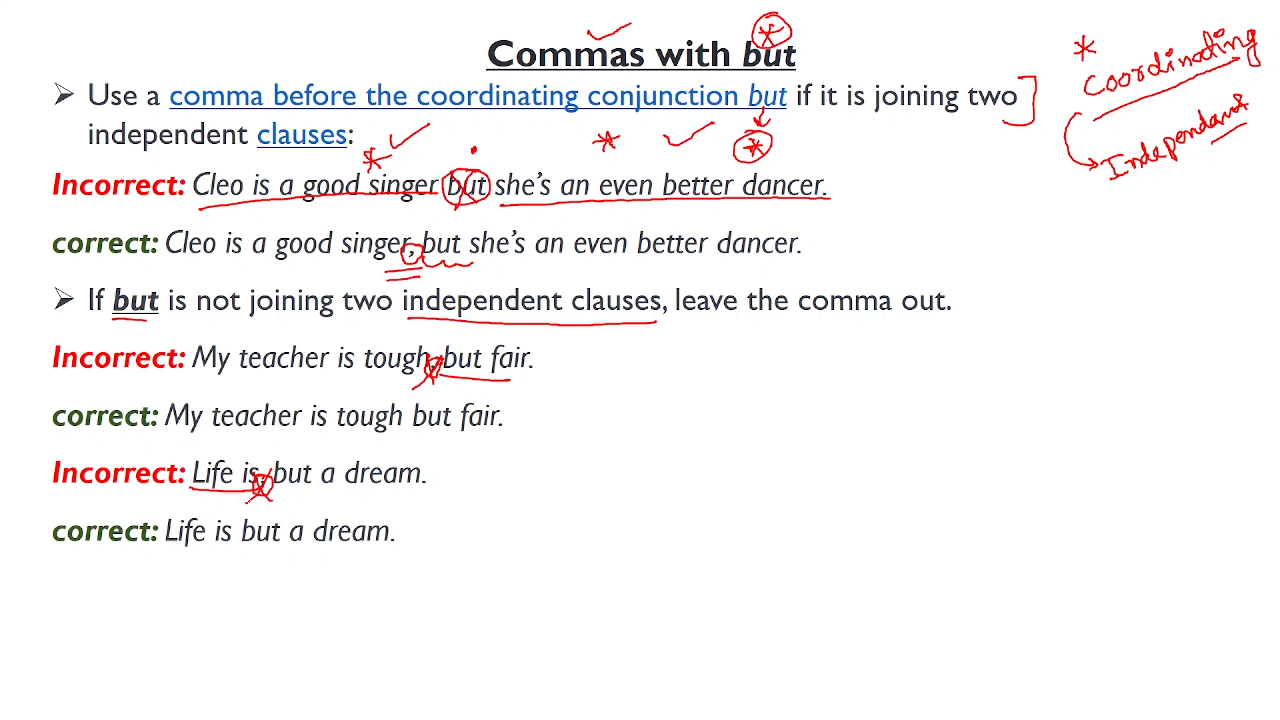 Commas with but
➢ Use a comma before the coordinating conjunction but if it is joining two
independent clauses:
Incorrect: Cleo is a good singer but she's an even better dancer.
correct: Cleo is a good singer, but she's an even better dancer.
➢ If but is not joining two independent clauses, leave the comma out.
Incorrect: My teacher is tough, but fair.
correct: My teacher is tough but fair.
Incorrect: Life is, but a dream.
correct: Life is but a dream.
* Coordinating
Independant